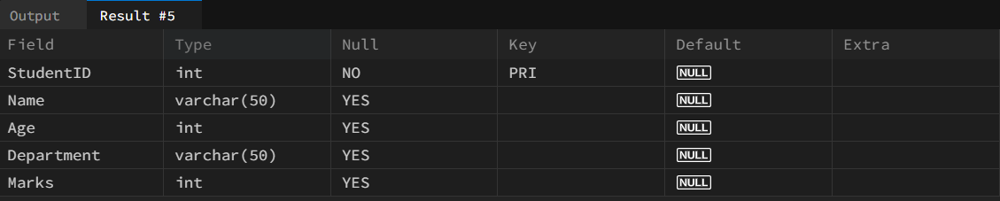 Output Result #5
Field Type Null Key Default Extra
StudentID int NO PRI NULL
Name varchar(50) YES NULL
Age int YES NULL
Department varchar(50) YES NULL
Marks int YES NULL